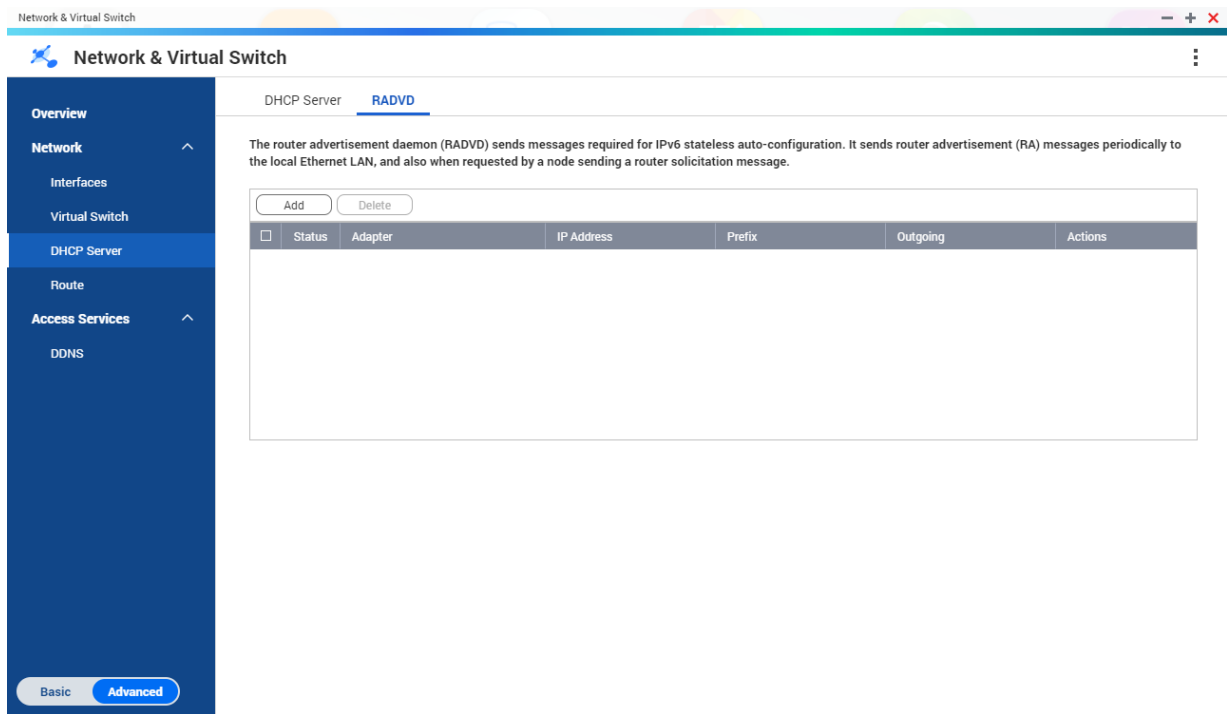 Network & Virtual Switch
Network & Virtual Switch
Overview
Network
Interfaces
Virtual Switch
DHCP Server
Route
Access Services
DDNS
Basic Advanced
DHCP Server RADVD
The router advertisement daemon (RADVD) sends messages required for IPv6 stateless auto-configuration. It sends router advertisement (RA) messages periodically to
the local Ethernet LAN, and also when requested by a node sending a router solicitation message.
Add Delete
Status Adapter IP Address Prefix Outgoing Actions